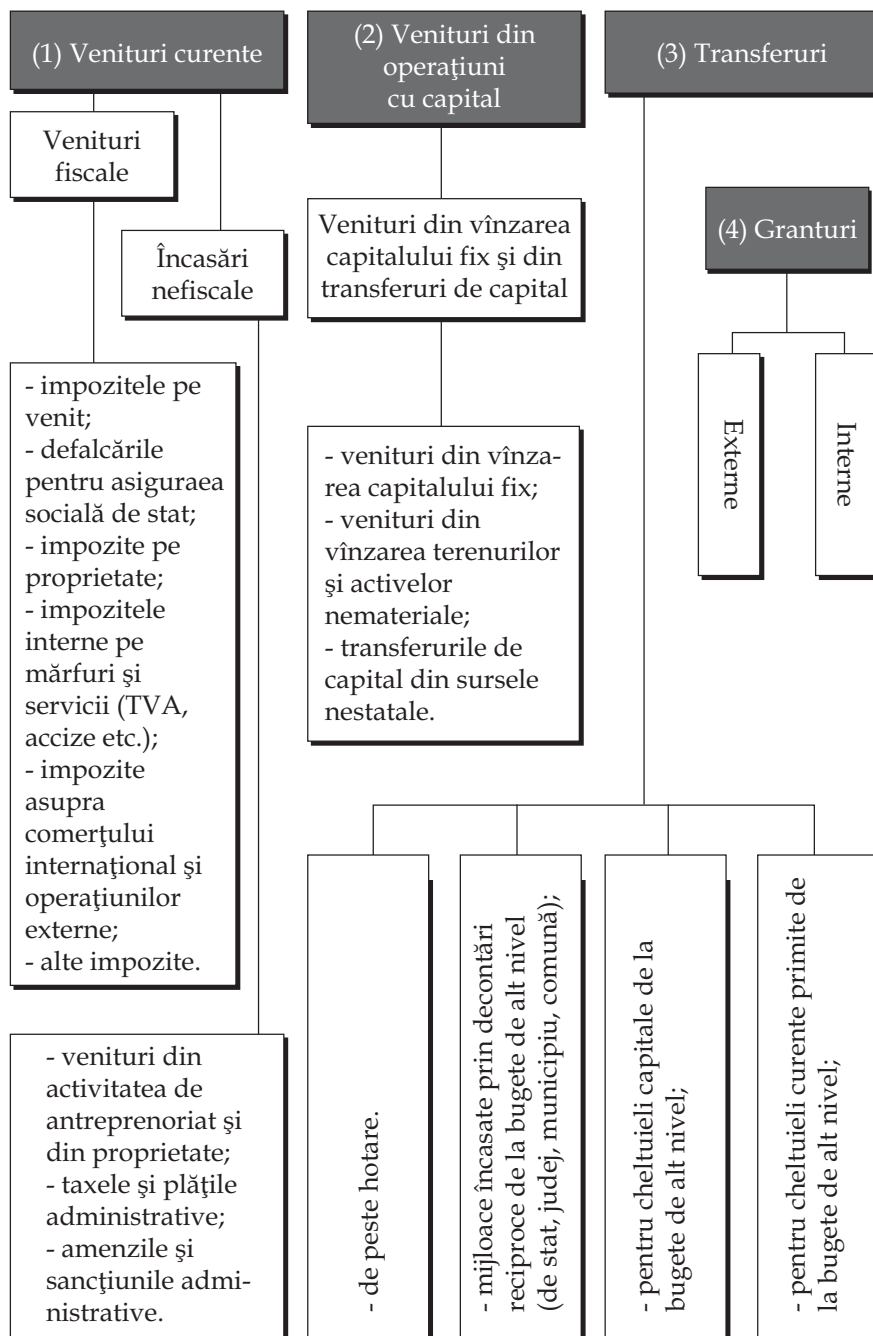 (1) Venituri curente
Venituri
fiscale
Încasări
nefiscale
- impozitele pe
venit;
- defalcările
pentru asiguraea
socială de stat;
- impozite pe
proprietate;
- impozitele
interne pe
mărfuri şi
servicii (TVA,
accize etc.);
- impozite
asupra
comerţului
internaţional şi
operaţiunilor
externe;
- alte impozite.
- venituri din
activitatea de
antreprenoriat şi
din proprietate;
- taxele şi plăţile
administrative;
- amenzile şi
sancţiunile admi-
nistrative.
(2) Venituri din
operaţiuni
cu capital
Venituri din vînzarea
capitalului fix şi din
transferuri de capital
- venituri din vînza-
rea capitalului fix;
- venituri din
vînzarea terenurilor
şi activelor
nemateriale;
- transferurile de
capital din sursele
nestatale.
(3) Transferuri
- de peste hotare.
- mijloace încasate prin decontări
reciproce de la bugete de alt nivel
(de stat, judej, municipiu, comună);
- pentru cheltuieli capitale de la
bugete de alt nivel;
- pentru cheltuieli curente primite de
la bugete de alt nivel;
(4) Granturi
Externe
Interne